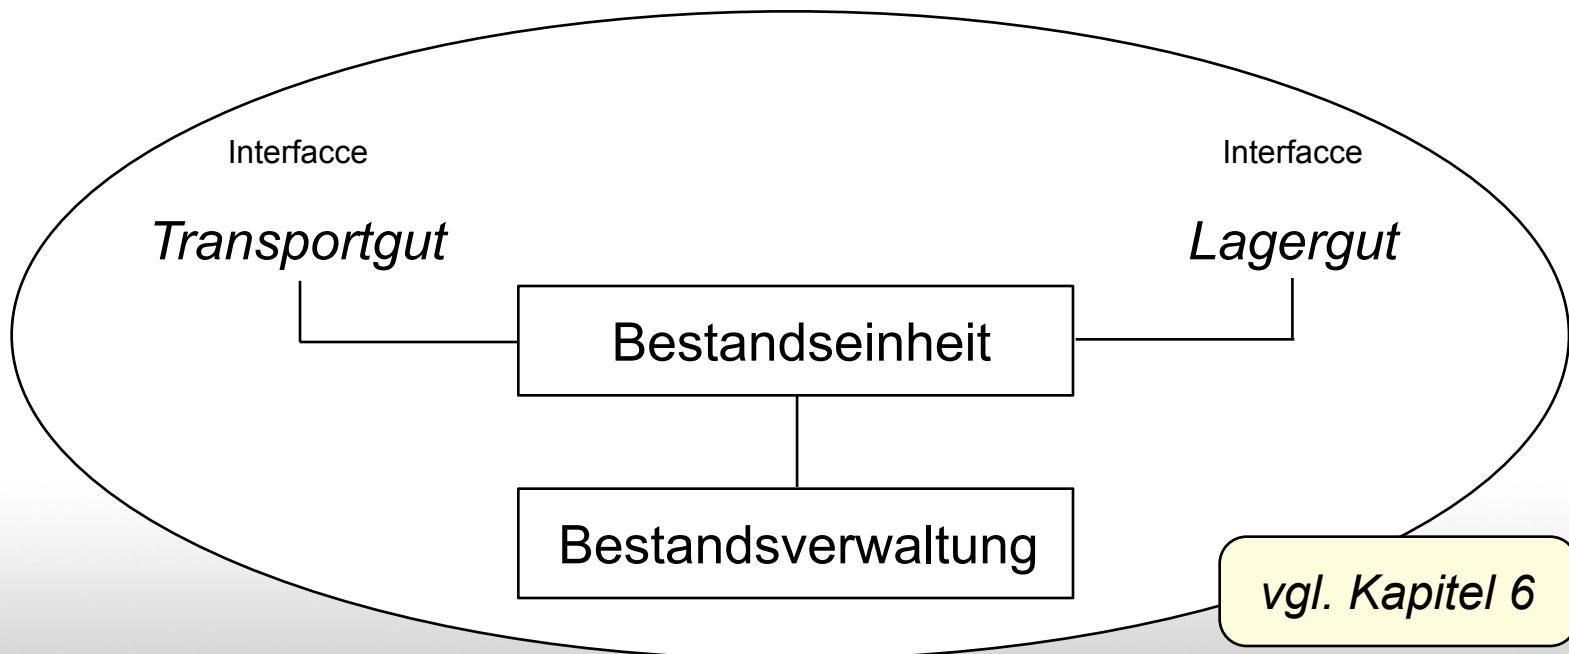 Interfacce
Interfacce
Transportgut
Lagergut
Bestandseinheit
Bestandsverwaltung
vgl. Kapitel 6